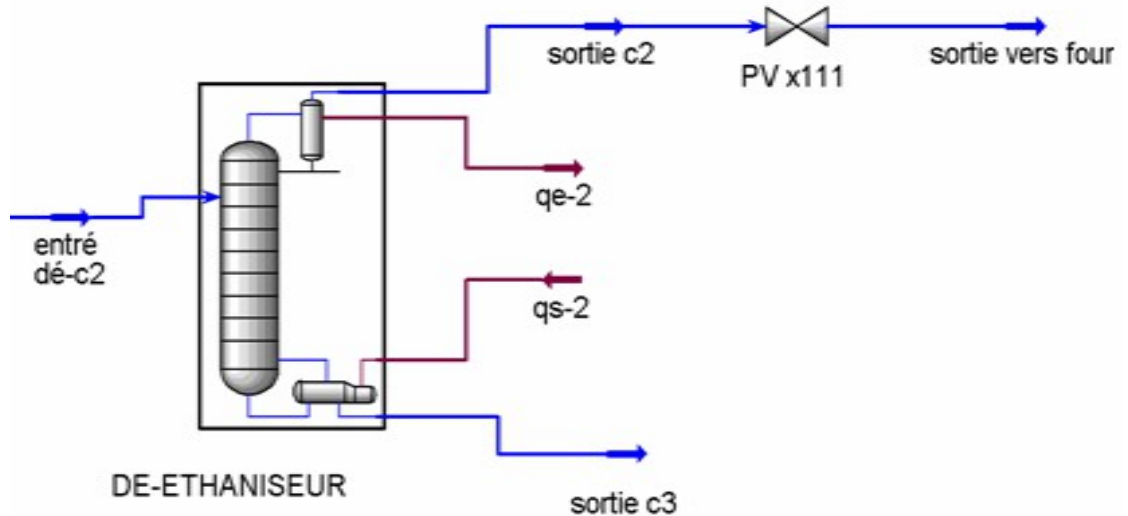 sortie c2
PV x111
sortie vers four
qe-2
entré
dé-c2
qs-2
DE-ETHANISEUR
sortie c3